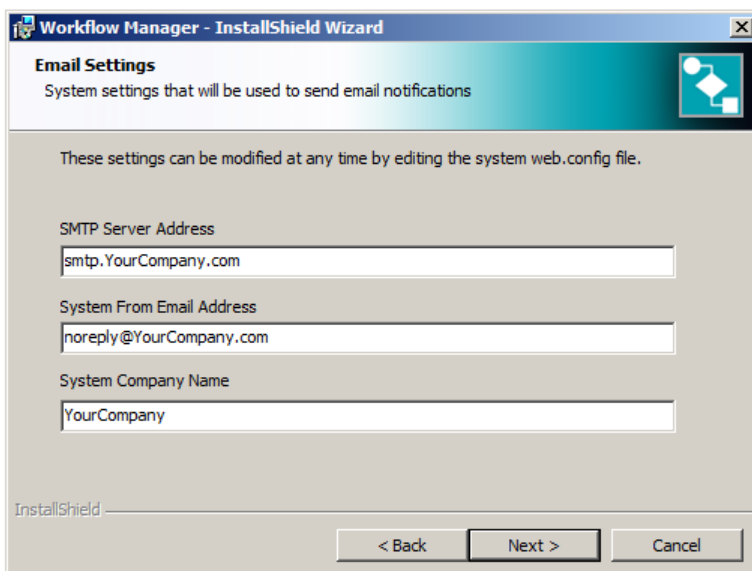 Workflow Manager - InstallShield Wizard
Email Settings
System settings that will be used to send email notifications
These settings can be modified at any time by editing the system web.config file.
SMTP Server Address
smtp.YourCompany.com
System From Email Address
noreply@YourCompany.com
System Company Name
YourCompany
InstallShield
< Back Next > Cancel